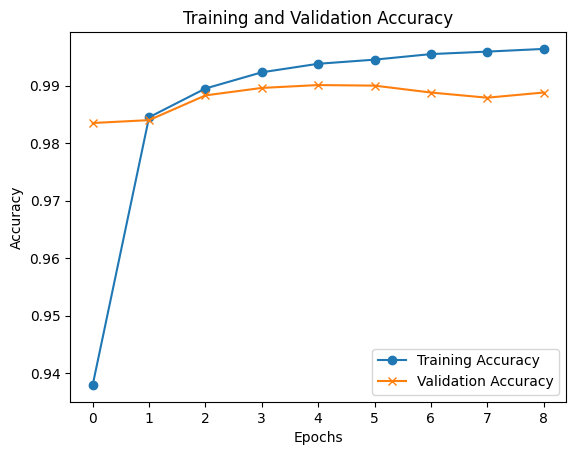 Training and Validation Accuracy
Accuracy
0.99
0.98
0.97
0.96
0.95
0.94
Training Accuracy
Validation Accuracy
0 1 2 3 4 5 6 7 8
Epochs